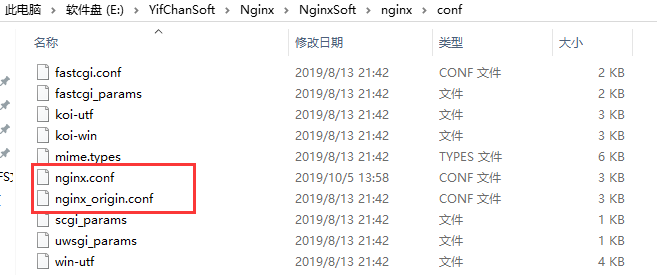 此电脑 > 软件盘 (E:) > YifChanSoft > Nginx > NginxSoft > nginx > conf
名称 修改日期 类型 大小
fastcgi.conf 2019/8/13 21:42 CONF 文件 2 KB
fastcgi_params 2019/8/13 21:42 文件 2 KB
koi-utf 2019/8/13 21:42 文件 3 KB
koi-win 2019/8/13 21:42 文件 3 KB
mime.types 2019/8/13 21:42 TYPES 文件 6 KB
nginx.conf 2019/10/5 13:58 CONF 文件 3 KB
nginx_origin.conf 2019/8/13 21:42 CONF 文件 3 KB
scgi_params 2019/8/13 21:42 文件 1 KB
uwsgi_params 2019/8/13 21:42 文件 1 KB
win-utf 2019/8/13 21:42 文件 4 KB